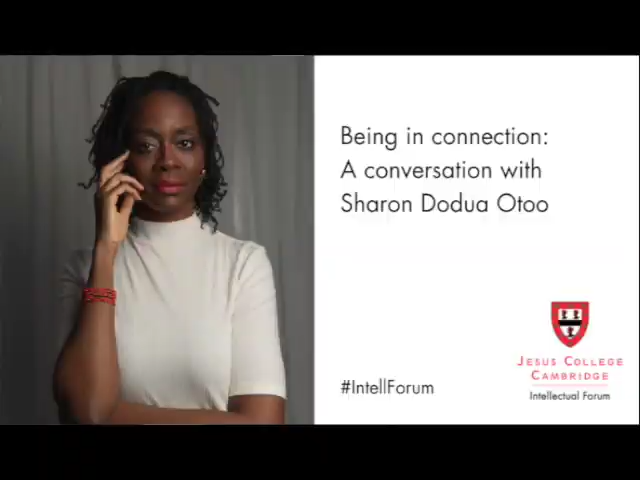 Being in connection:
A conversation with
Sharon Dodua Otoo
JESUS COLLEGE
CAMBRIDGE
Intellectual Forum
#IntellForum